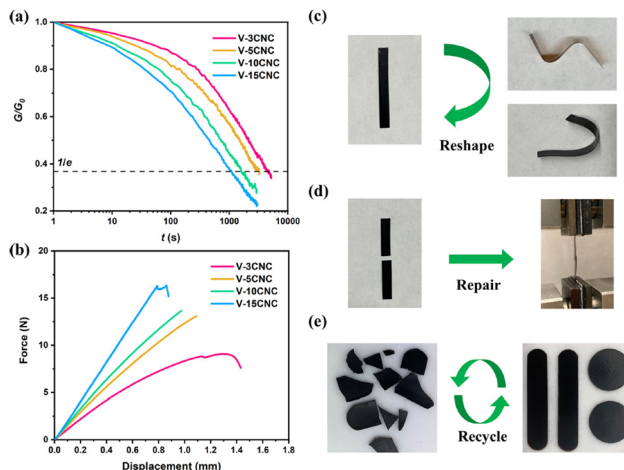 (a)
V-3CNC
V-5CNC
V-10CNC
V-15CNC
G/G0
1.0
0.8
0.6
0.4
0.2
1/e
1 10 100 1000 10000
t (s)
(b)
V-3CNC
V-5CNC
V-10CNC
V-15CNC
Force (N)
20
15
10
5
0
0.0 0.2 0.4 0.6 0.8 1.0 1.2 1.4 1.6 1.8
Displacement (mm)
(c)
Reshape
(d)
Repair
(e)
Recycle